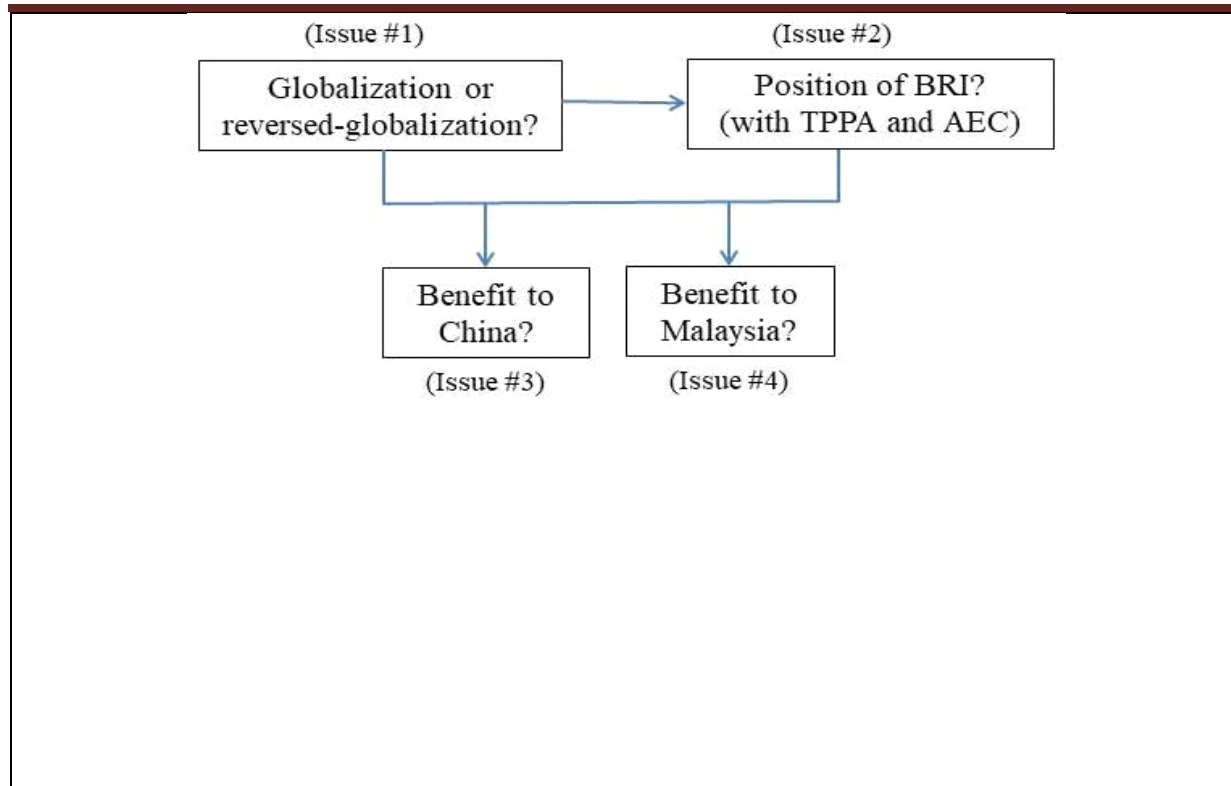 (Issue #1)
Globalization or
reversed-globalization?
(Issue #2)
Position of BRI?
(with TPPA and AEC)
Benefit to
China?
(Issue #3)
Benefit to
Malaysia?
(Issue #4)